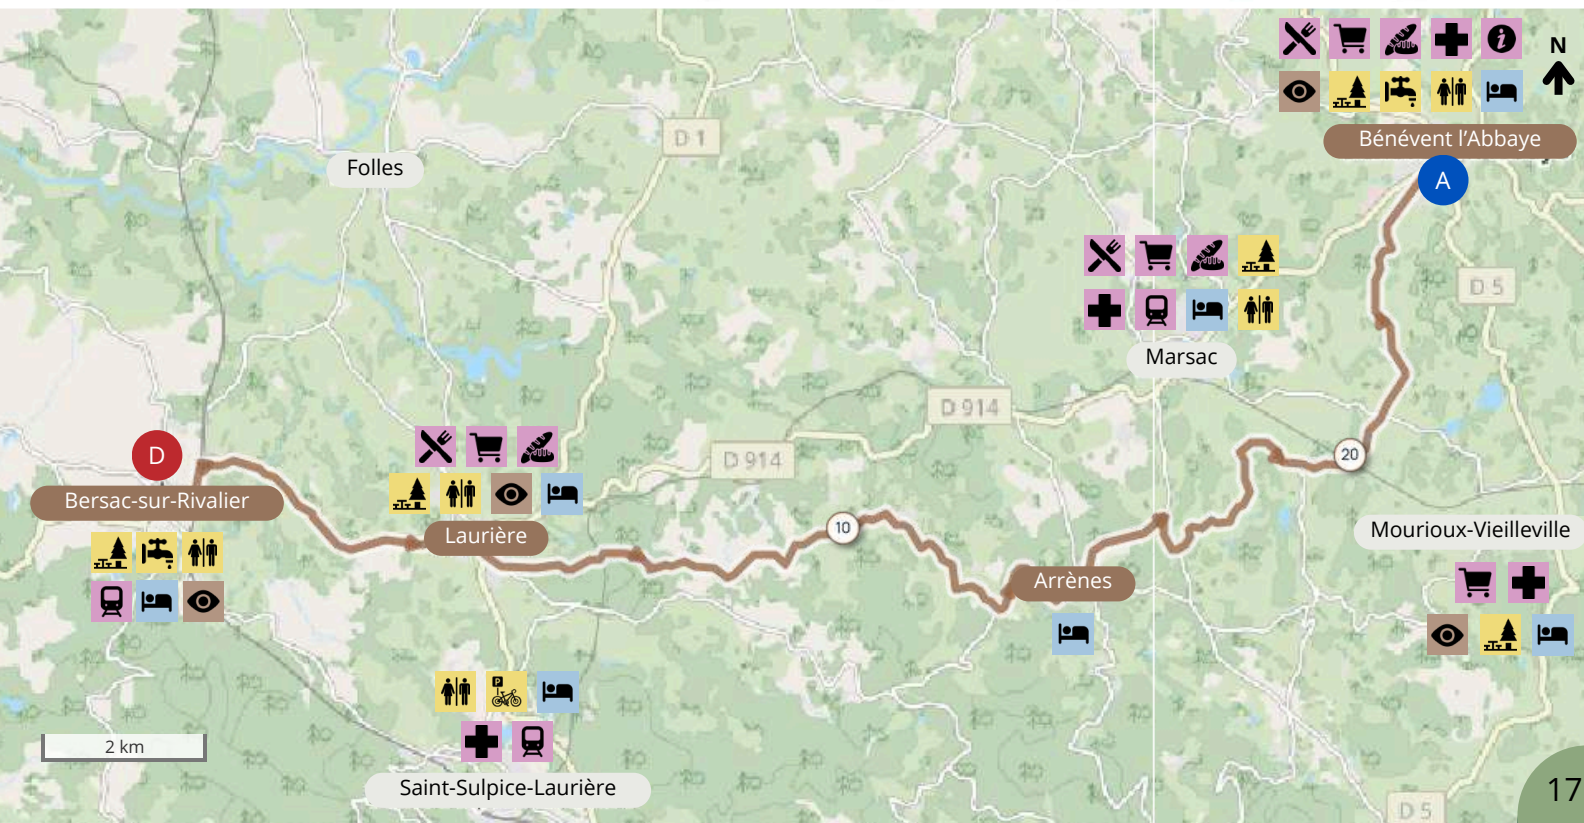 N
Bénévent l'Abbaye
A
D 1
Folles
D 5
Marsac
D 914
D 914
20
D
Bersac-sur-Rivalier
Laurière
10
Mourioux-Vieilleville
Arrènes
P
2 km
Saint-Sulpice-Laurière
D 5
17